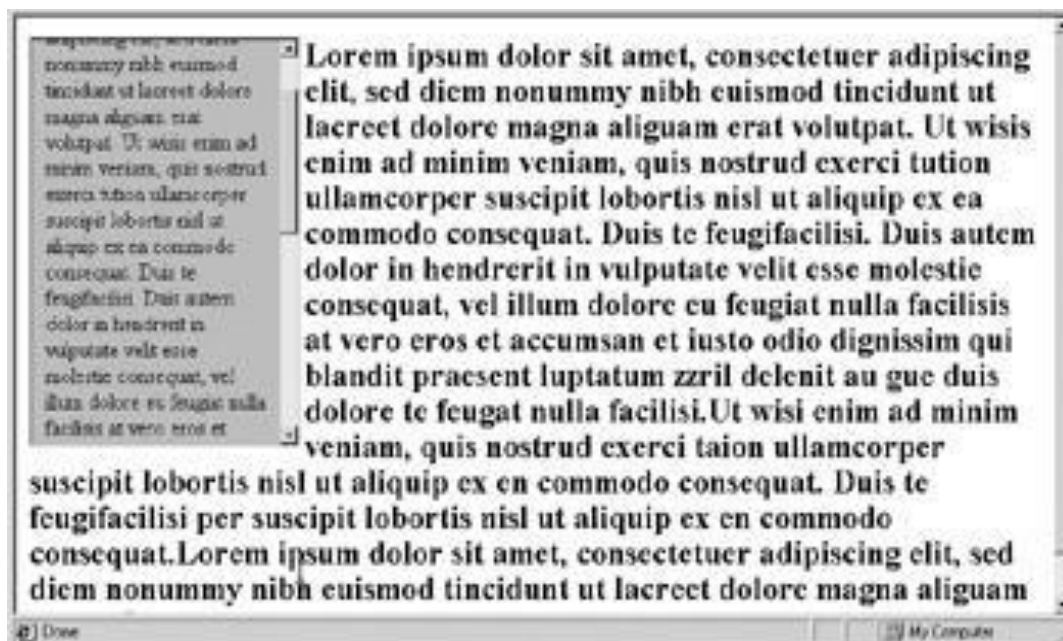 nonummy nibh euismod
tincidunt ut lacreet dolore
magna aliguam erat
volutpat. Ut wisis enim ad
minim veniam, quis nostrud
exerci tution ullamcorper
suscipit lobortis nisl ut
aliquip ex ea commodo
consequat. Duis te
feugifacilisi. Duis autem
dolor in hendrerit in
vulputate velit esse
molestie consequat, vel
illum dolore eu feugiat nulla
facilisis at vero eros et
Lorem ipsum dolor sit amet, consectetuer adipiscing
elit, sed diem nonummy nibh euismod tincidunt ut
lacreet dolore magna aliguam erat volutpat. Ut wisis
enim ad minim veniam, quis nostrud exerci tution
ullamcorper suscipit lobortis nisl ut aliquip ex ea
commodo consequat. Duis te feugifacilisi. Duis autem
dolor in hendrerit in vulputate velit esse molestie
consequat, vel illum dolore eu feugiat nulla facilisis
at vero eros et accumsan et iusto odio dignissim qui
blandit praesent luptatum zzril delenit au gue duis
dolore te feugat nulla facilisi.Ut wisi enim ad minim
veniam, quis nostrud exerci taion ullamcorper
suscipit lobortis nisl ut aliquip ex en commodo consequat. Duis te
feugifacilisi per suscipit lobortis nisl ut aliquip ex en commodo
consequat.Lorem ipsum dolor sit amet, consectetuer adipiscing elit, sed
diem nonummy nibh euismod tincidunt ut lacreet dolore magna aliguam
Done
My Computer